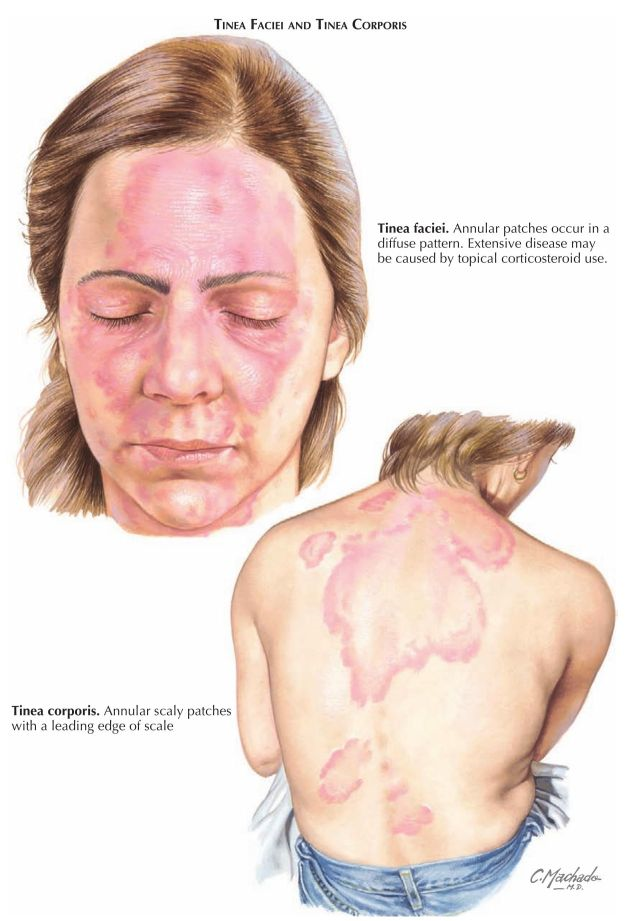 Tinea Faciei and Tinea Corporis
Tinea faciei. Annular patches occur in a
diffuse pattern. Extensive disease may
be caused by topical corticosteroid use.
Tinea corporis. Annular scaly patches
with a leading edge of scale
C. Machado
M.D.